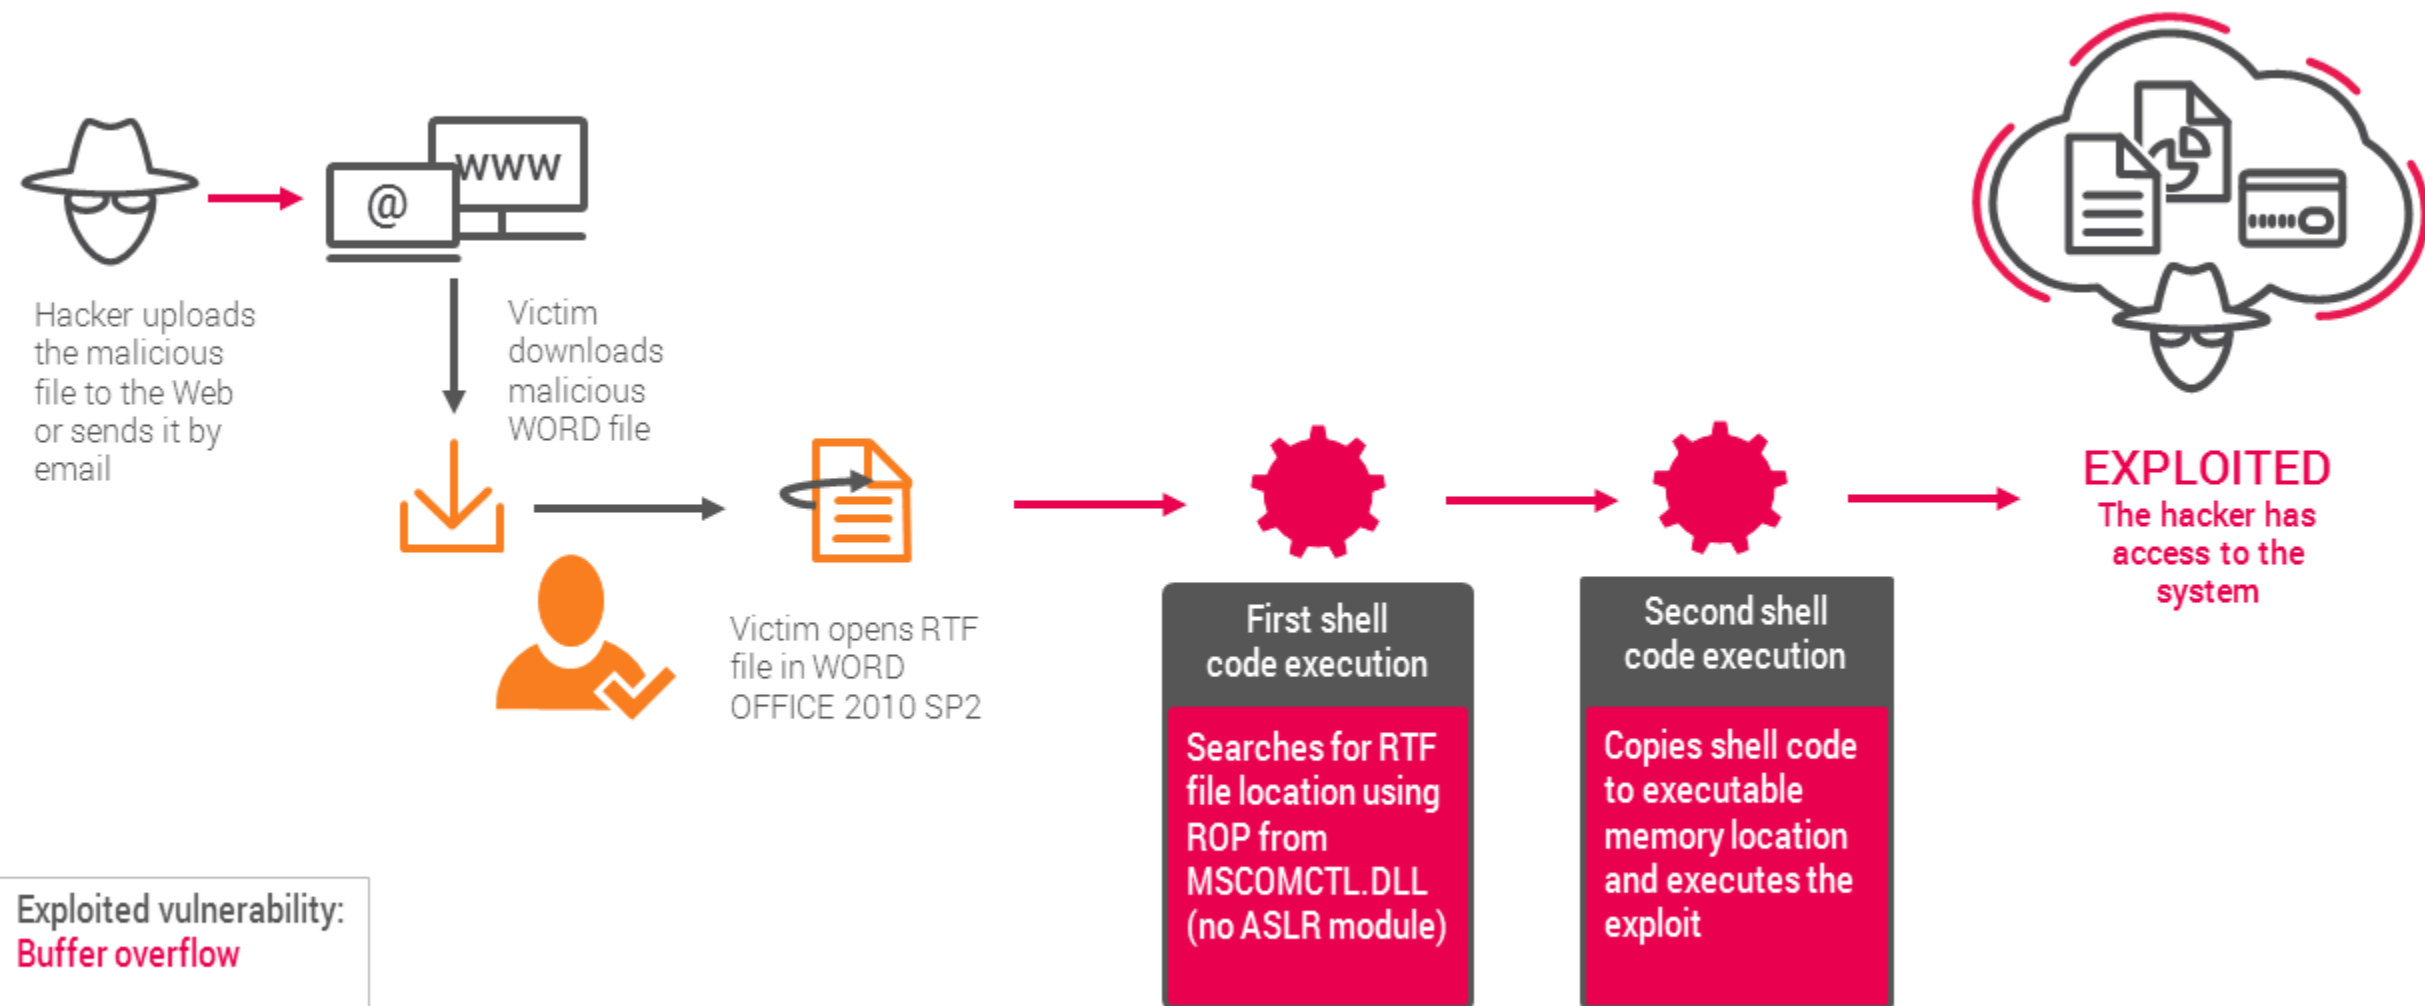 WWW
@
Hacker uploads
the malicious
file to the Web
or sends it by
email
Victim
downloads
malicious
WORD file
Victim opens RTF
file in WORD
OFFICE 2010 SP2
First shell
code execution
Searches for RTF
file location using
ROP from
MSCOMCTL.DLL
(no ASLR module)
Second shell
code execution
Copies shell code
to executable
memory location
and executes the
exploit
EXPLOITED
The hacker has
access to the
system
Exploited vulnerability:
Buffer overflow